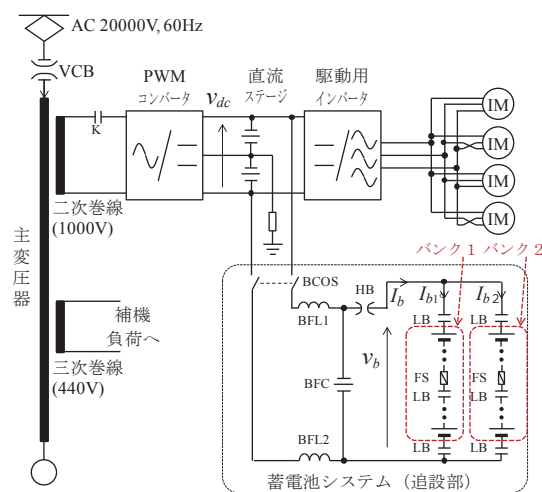 AC 20000V, 60Hz
VCB
PWM
コンバータ
直流
ステージ
駆動用
インバータ
K
v_dc
IM
IM
IM
IM
二次巻線
(1000V)
主変圧器
補機
負荷へ
三次巻線
(440V)
バンク1 バンク2
BCOS
HB
I_b
I_b1
I_b2
BFL1
LB
LB
v_b
BFC
FS
FS
LB
LB
BFL2
LB
LB
蓄電池システム（追設部）